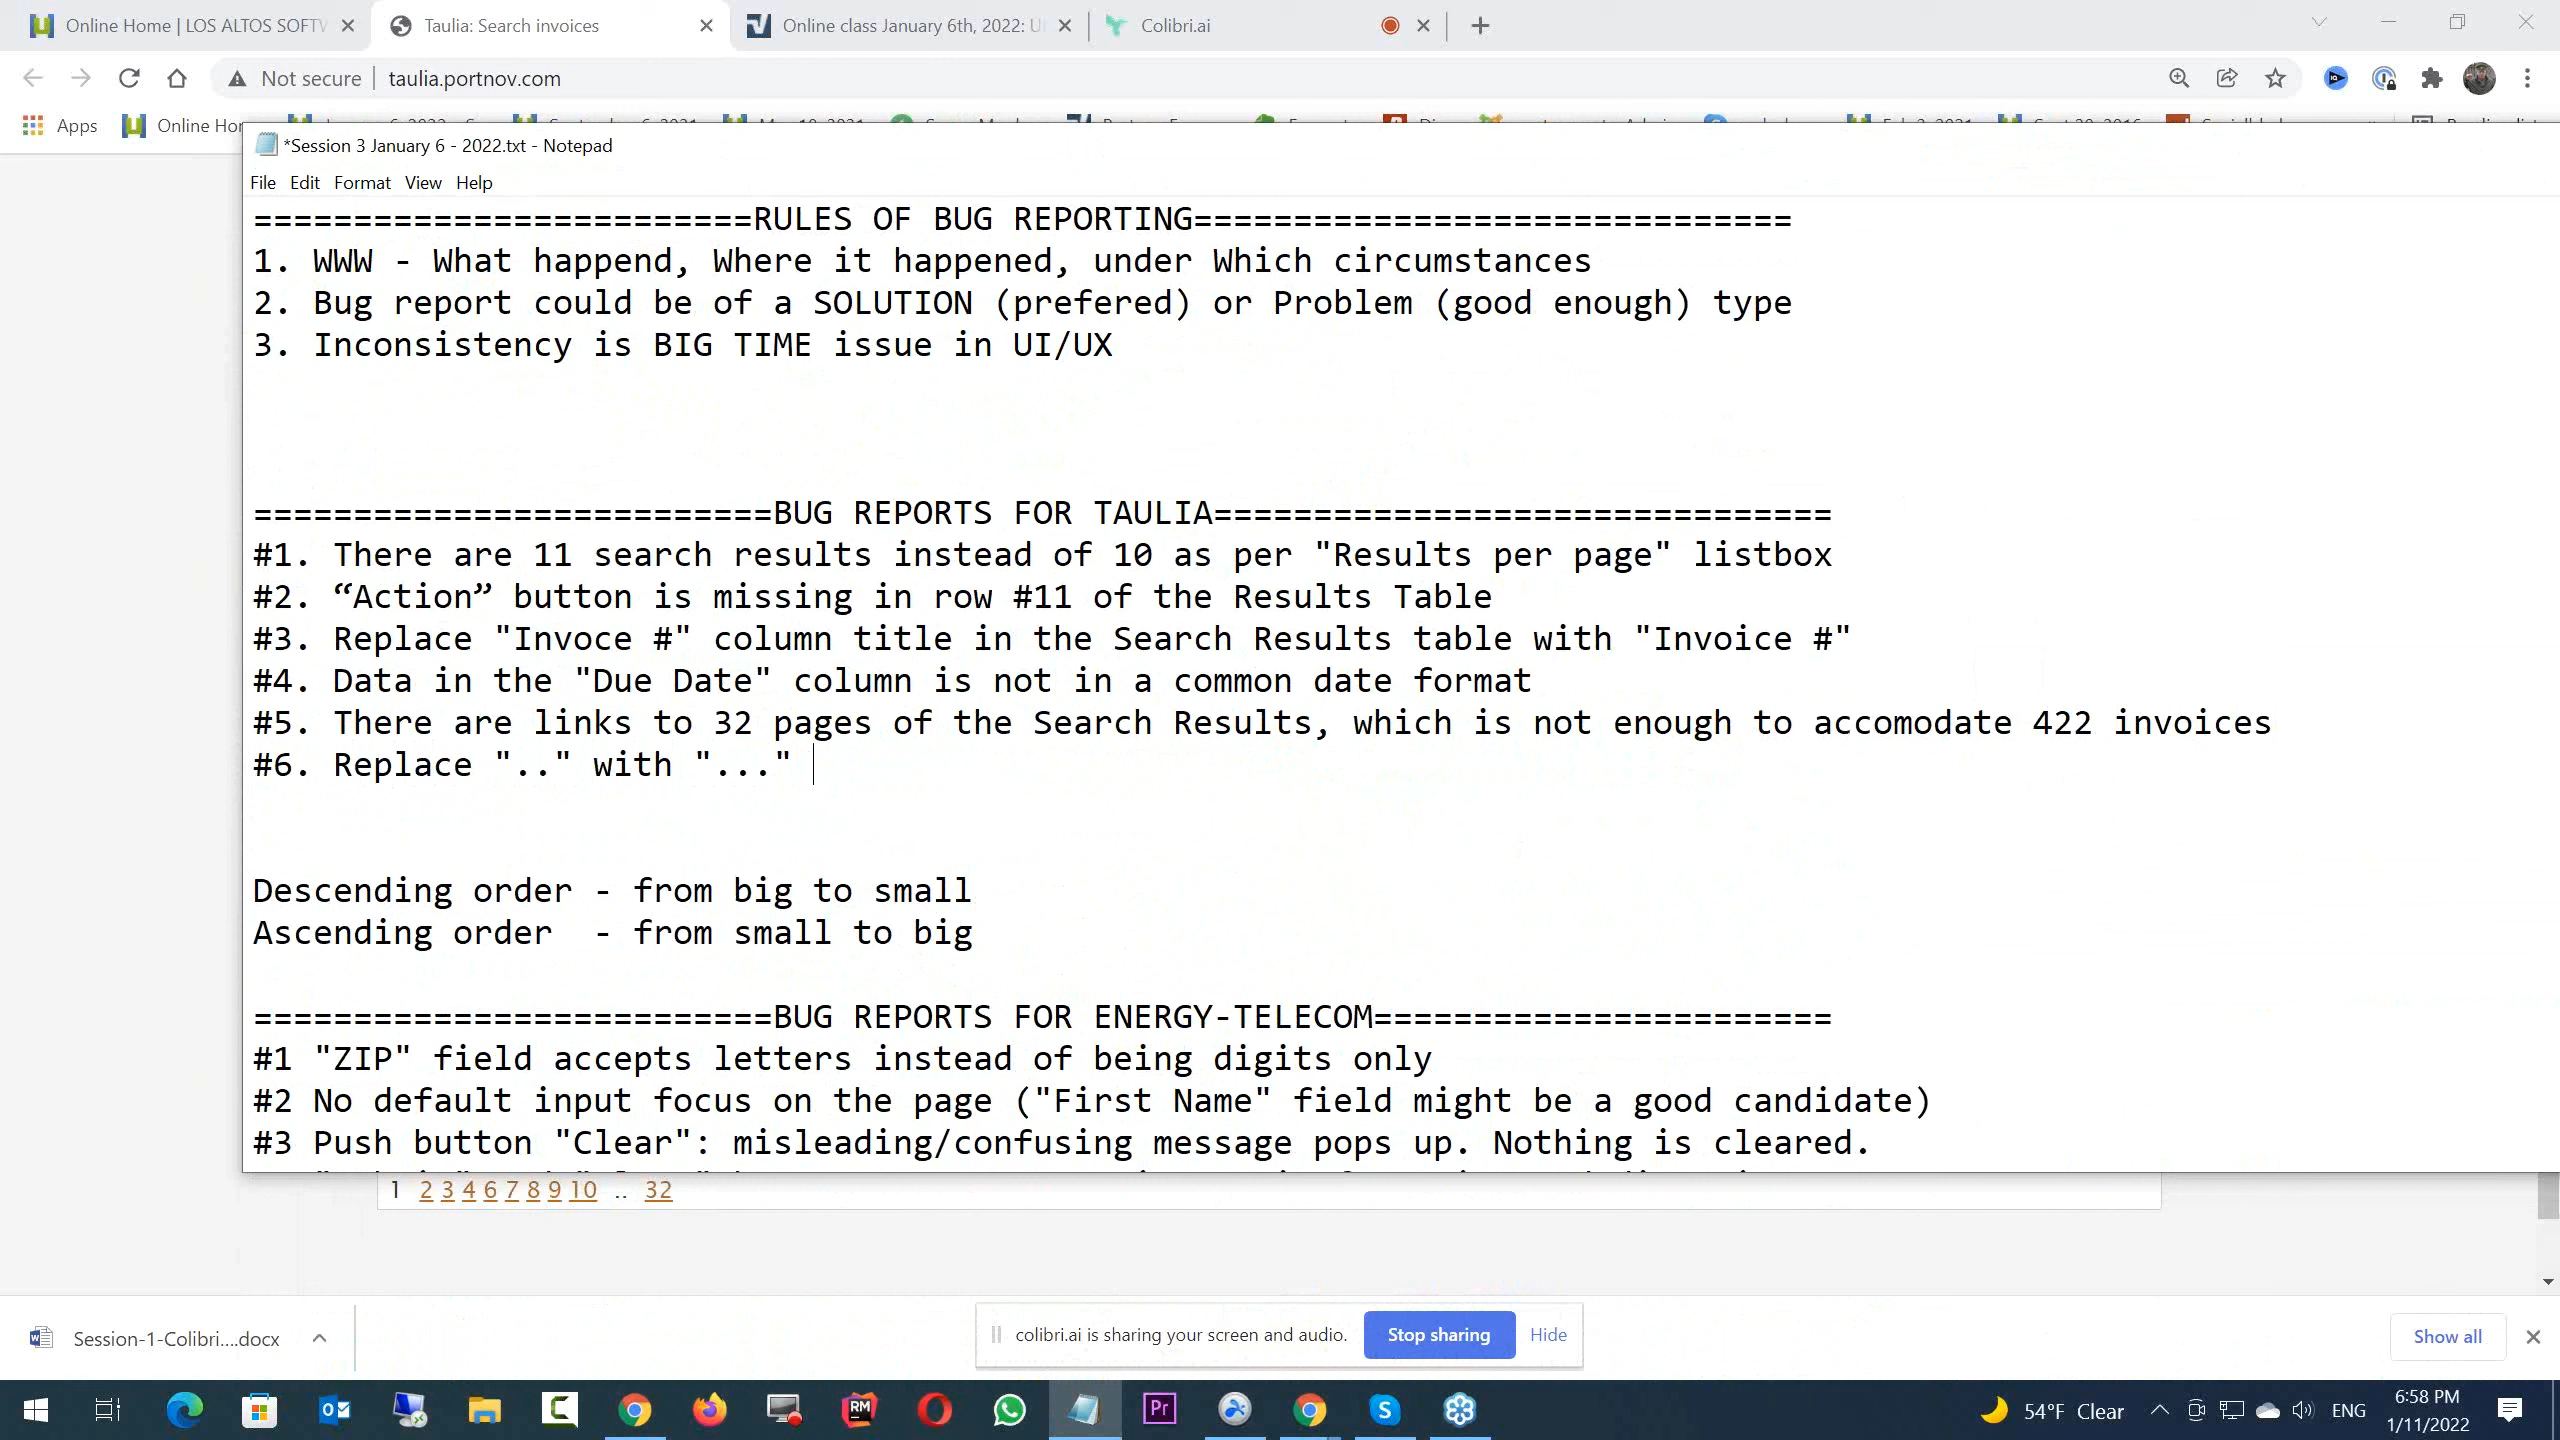 Online Home | LOS ALTOS SOFTW
Taulia: Search invoices
Online class January 6th, 2022: UI
Colibri.ai
Not secure
taulia.portnov.com
Apps
Online Hor
*Session 3 January 6 - 2022.txt - Notepad
File Edit Format View Help
=========================RULES OF BUG REPORTING==============================
1. WWW - What happend, Where it happened, under Which circumstances
2. Bug report could be of a SOLUTION (prefered) or Problem (good enough) type
3. Inconsistency is BIG TIME issue in UI/UX
==========================BUG REPORTS FOR TAULIA===============================
#1. There are 11 search results instead of 10 as per "Results per page" listbox
#2. “Action” button is missing in row #11 of the Results Table
#3. Replace "Invoce #" column title in the Search Results table with "Invoice #"
#4. Data in the "Due Date" column is not in a common date format
#5. There are links to 32 pages of the Search Results, which is not enough to accomodate 422 invoices
#6. Replace ".." with "..."
Descending order - from big to small
Ascending order  - from small to big
==========================BUG REPORTS FOR ENERGY-TELECOM=======================
#1 "ZIP" field accepts letters instead of being digits only
#2 No default input focus on the page ("First Name" field might be a good candidate)
#3 Push button "Clear": misleading/confusing message pops up. Nothing is cleared.
1 2 3 4 6 7 8 9 10 .. 32
Session-1-Colibri....docx
colibri.ai is sharing your screen and audio.
Stop sharing
Hide
Show all
54°F Clear
ENG
6:58 PM
1/11/2022